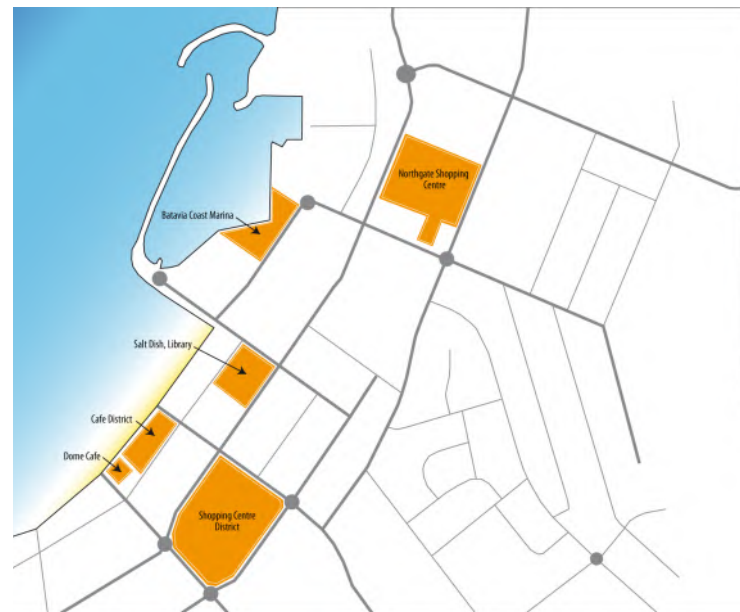 Northgate Shopping
Centre
Batavia Coast Marina
Salt Dish, Library
Cafe District
Dome Cafe
Shopping Centre
District